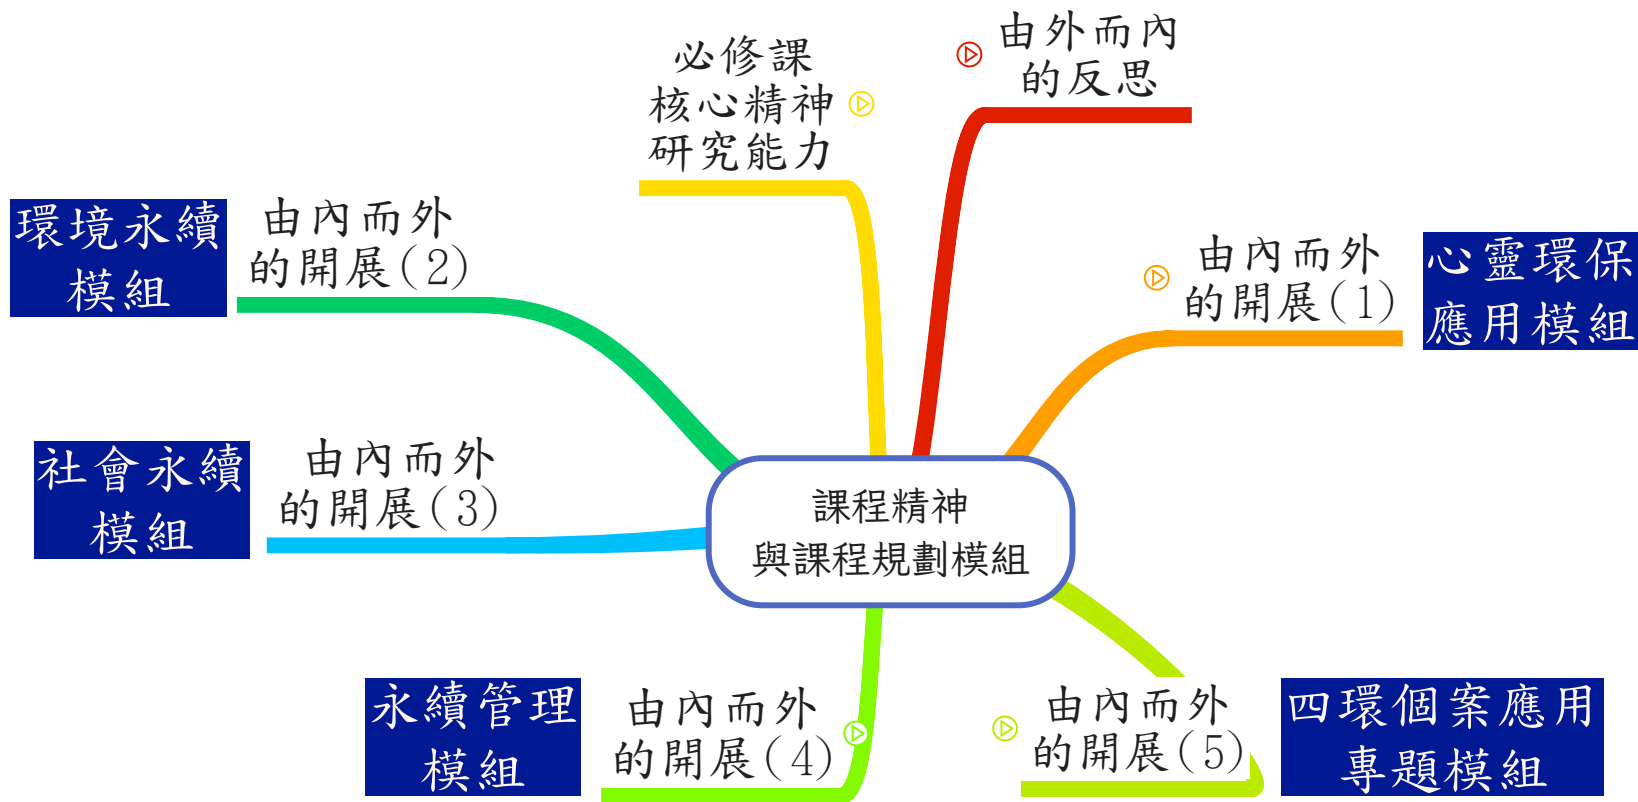 必修課
核心精神
研究能力
由外而內
的反思
環境永續
模組
由內而外
的開展(2)
由內而外
的開展(1)
心靈環保
應用模組
社會永續
模組
由內而外
的開展(3)
課程精神
與課程規劃模組
永續管理
模組
由內而外
的開展(4)
由內而外
的開展(5)
四環個案應用
專題模組